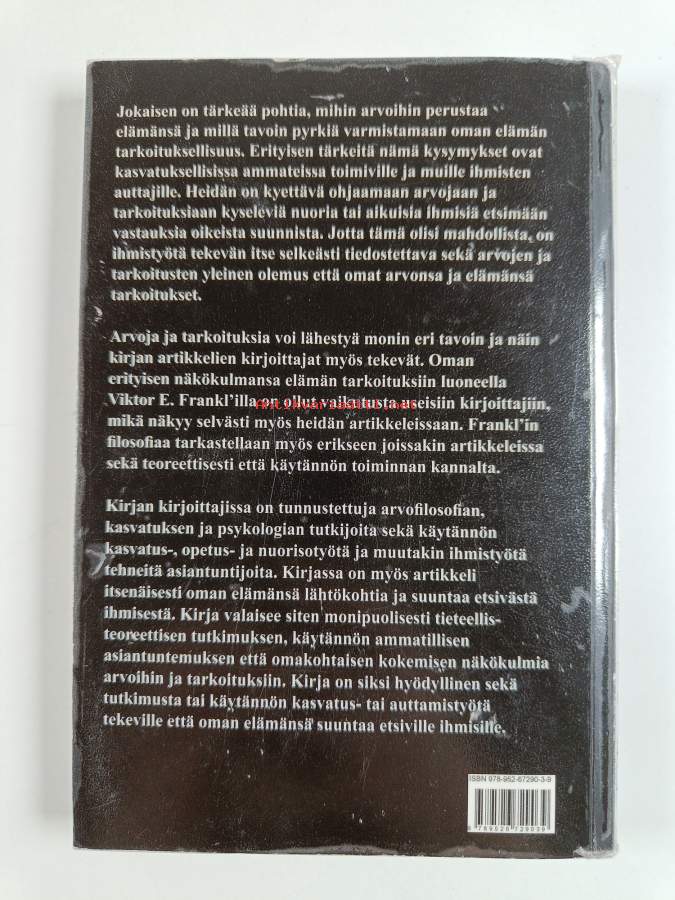 Jokaisen on tärkeää pohtia, mihin arvoihin perustaa
elämänsä ja millä tavoin pyrkiä varmistamaan oman elämän
tarkoituksellisuus. Erityisen tärkeitä nämä kysymykset ovat
kasvatuksellisissa ammateissa toimiville ja muille ihmisten
auttajille. Heidän on kyettävä ohjaamaan arvojaan ja
tarkoituksiaan kyseleviä nuoria tai aikuisia ihmisiä etsimään
vastauksia oikeista suunnista. Jotta tämä olisi mahdollista, on
ihmistyötä tekevän itse selkeästi tiedostettava sekä arvojen ja
tarkoitusten yleinen olemus että omat arvonsa ja elämänsä
tarkoitukset.
Arvoja ja tarkoituksia voi lähestyä monin eri tavoin ja näin
kirjan artikkelien kirjoittajat myös tekevät. Oman
erityisen näkökulmansa elämän tarkoituksiin luoneella
Viktor E. Frankl'illa on ollut vaikutusta useisiin kirjoittajiin,
mikä näkyy selvästi myös heidän artikkeleissaan. Frankl'in
filosofiaa tarkastellaan myös erikseen joissakin artikkeleissa
sekä teoreettisesti että käytännön toiminnan kannalta.
Kirjan kirjoittajissa on tunnustettuja arvofilosofian,
kasvatuksen ja psykologian tutkijoita sekä käytännön
kasvatus-, opetus- ja nuorisotyötä ja muutakin ihmistyötä
tehneitä asiantuntijoita. Kirjassa on myös artikkeli
itsenäisesti oman elämänsä lähtökohtia ja suuntaa etsivästä
ihmisestä. Kirja valaisee siten monipuolisesti tieteellis-
teoreettisen tutkimuksen, käytännön ammatillisen
asiantuntemuksen että omakohtaisen kokemisen näkökulmia
arvoihin ja tarkoituksiin. Kirja on siksi hyödyllinen sekä
tutkimusta tai käytännön kasvatus- tai auttamistyötä
tekeville että oman elämänsä suuntaa etsiville ihmisille.
ISBN 978-952-67290-3-9
9 789526 729039